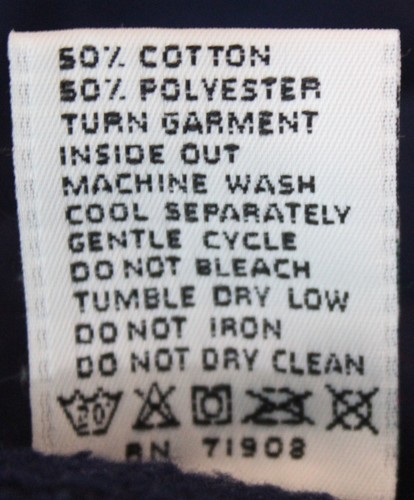 50% COTTON
50% POLYESTER
TURN GARMENT
INSIDE OUT
MACHINE WASH
COOL SEPARATELY
GENTLE CYCLE
DO NOT BLEACH
TUMBLE DRY LOW
DO NOT IRON
DO NOT DRY CLEAN
20
RN 71908